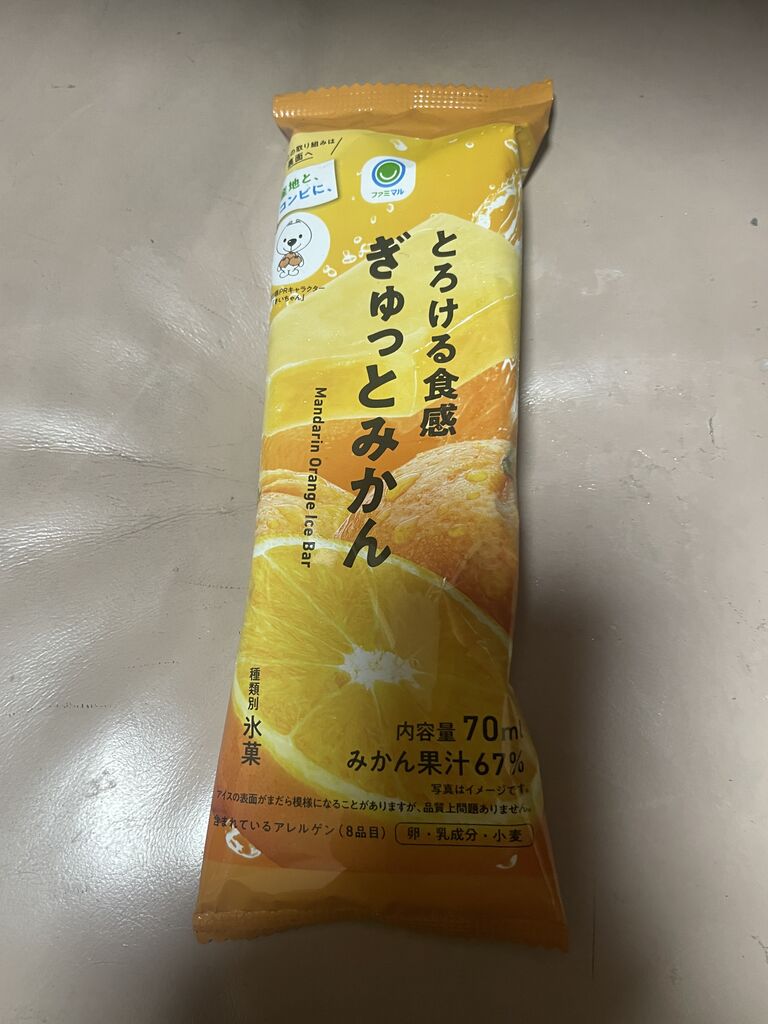 の取り組みは
裏面へ
地と、
コンビに、
ファミマル
PRキャラクター
いちゃん」
とろける食感
ぎゅっとみかん
Mandarin Orange Ice Bar
種類別 氷菓
内容量 70ml
みかん果汁67%
写真はイメージです。
アイスの表面がまだら模様になることがありますが、品質上問題ありません。
含まれているアレルゲン(8品目) 卵・乳成分・小麦